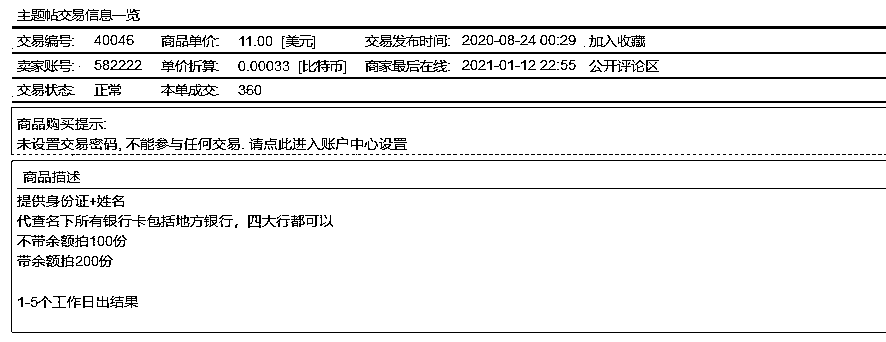 主题帖交易信息一览
交易编号: 40046 商品单价: 11.00 [美元] 交易发布时间: 2020-08-24 00:29 加入收藏
卖家账号: 582222 单价折算: 0.00033 [比特币] 商家最后在线: 2021-01-12 22:55 公开评论区
交易状态: 正常 本单成交: 360
商品购买提示:
未设置交易密码, 不能参与任何交易. 请点此进入账户中心设置
商品描述
提供身份证+姓名
代查名下所有银行卡包括地方银行，四大行都可以
不带余额拍100份
带余额拍200份
1-5个工作日出结果